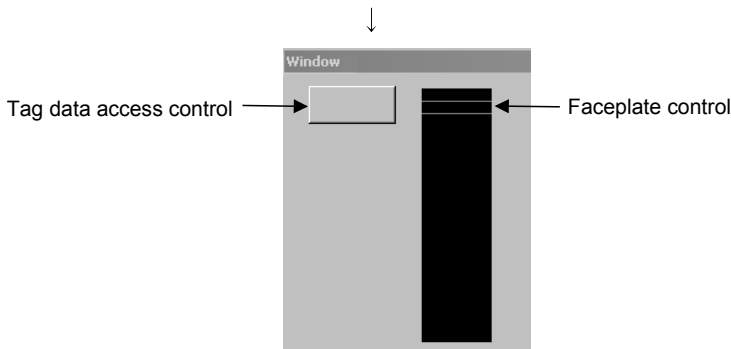 ↓
Window
Tag data access control
Faceplate control